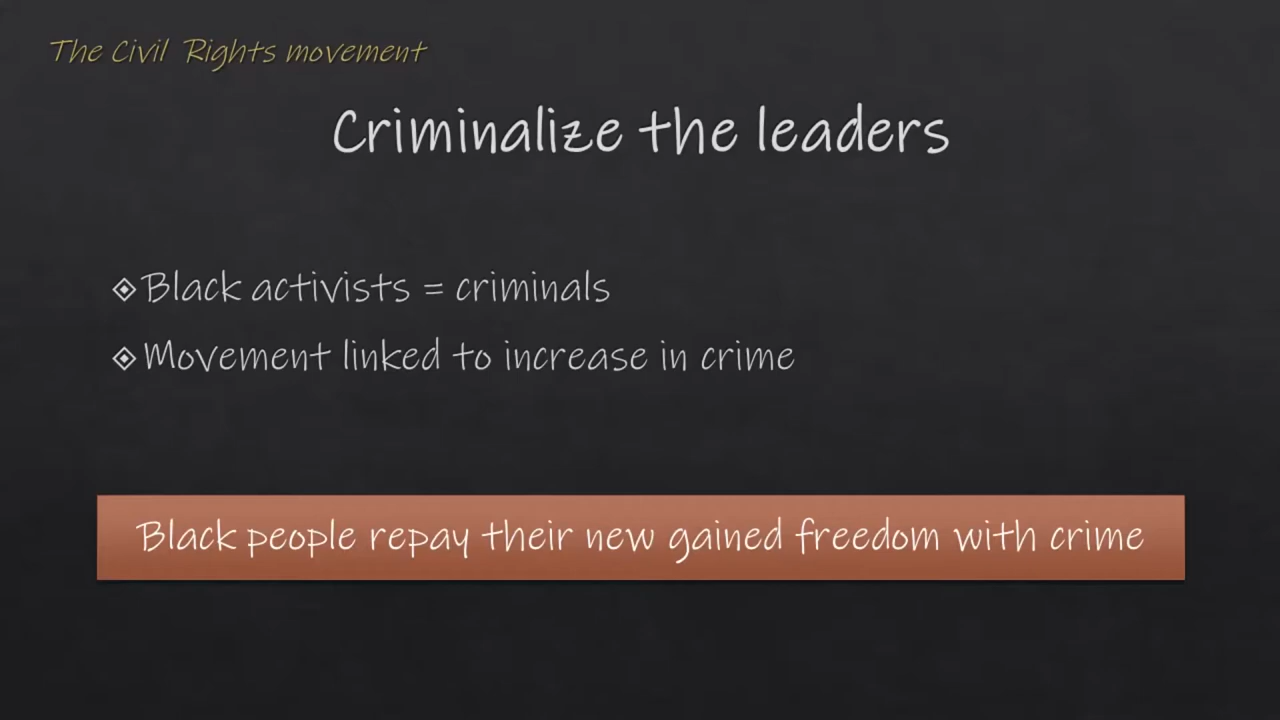 The Civil Rights movement
Criminalize the leaders
Black activists = criminals
Movement linked to increase in crime
Black people repay their new gained freedom with crime